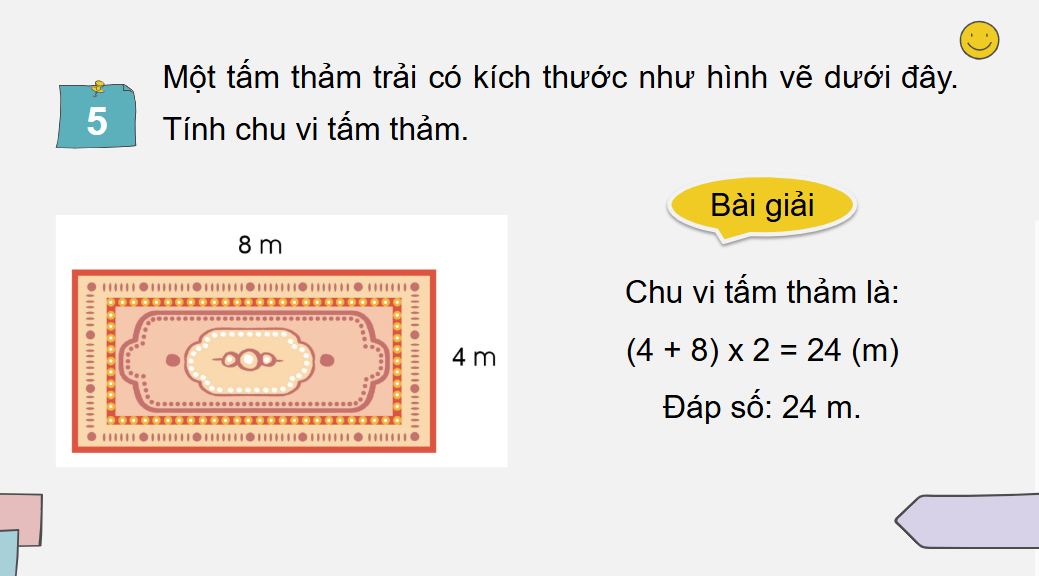 5
Một tấm thảm trải có kích thước như hình vẽ dưới đây.
Tính chu vi tấm thảm.
Bài giải
8 m
4 m
Chu vi tấm thảm là:
(4 + 8) x 2 = 24 (m)
Đáp số: 24 m.